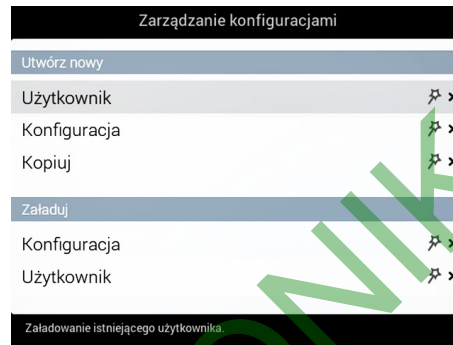 Zarządzanie konfiguracjami
Utwórz nowy
Użytkownik
Konfiguracja
Kopiuj
Załaduj
Konfiguracja
Użytkownik
Załadowanie istniejącego użytkownika.